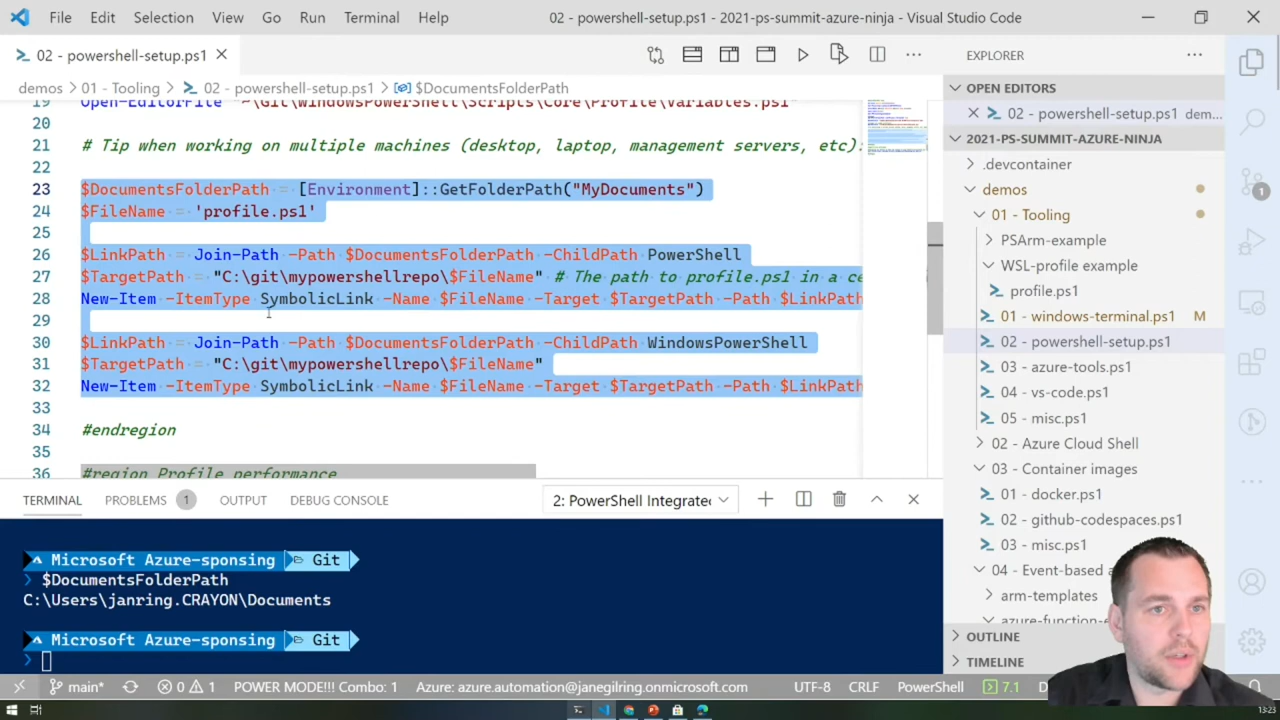 File Edit Selection View Go Run Terminal Help 02 - powershell-setup.ps1 - 2021-ps-summit-azure-ninja - Visual Studio Code
02 - powershell-setup.ps1
demos > 01 - Tooling > 02 - powershell-setup.ps1 > $DocumentsFolderPath
19 Open-EditorFile "~\Git\WindowsPowerShell\Scripts\Core\Profile\Variables.ps1"
20
21 # Tip when working on multiple machines (desktop, laptop, management servers, etc):
22
23 $DocumentsFolderPath = [Environment]::GetFolderPath("MyDocuments")
24 $FileName = 'profile.ps1'
25
26 $LinkPath = Join-Path -Path $DocumentsFolderPath -ChildPath PowerShell
27 $TargetPath = "C:\git\mypowershellrepo\$FileName" # The path to profile.ps1 in a ce
28 New-Item -ItemType SymbolicLink -Name $FileName -Target $TargetPath -Path $LinkPath
29
30 $LinkPath = Join-Path -Path $DocumentsFolderPath -ChildPath WindowsPowerShell
31 $TargetPath = "C:\git\mypowershellrepo\$FileName"
32 New-Item -ItemType SymbolicLink -Name $FileName -Target $TargetPath -Path $LinkPath
33
34 #endregion
35
36 #region Profile performance
EXPLORER
OPEN EDITORS
02 - powershell-setup.ps1 dem...
2021-PS-SUMMIT-AZURE-NINJA
.devcontainer
demos
01 - Tooling
PSArm-example
WSL-profile example
profile.ps1
01 - windows-terminal.ps1 M
02 - powershell-setup.ps1
03 - azure-tools.ps1
04 - vs-code.ps1
05 - misc.ps1
02 - Azure Cloud Shell
03 - Container images
01 - docker.ps1
02 - github-codespaces.ps1
03 - misc.ps1
04 - Event-based a
arm-templates
azure-function-e
OUTLINE
TIMELINE
1
TERMINAL PROBLEMS 1 OUTPUT DEBUG CONSOLE 2: PowerShell Integrated
Microsoft Azure-sponsing Git
$DocumentsFolderPath
C:\Users\janring.CRAYON\Documents
Microsoft Azure-sponsing Git
main* 0 1 POWER MODE!!! Combo: 1 Azure: azure.automation@janegilring.onmicrosoft.com UTF-8 CRLF PowerShell 7.1 D
13:23